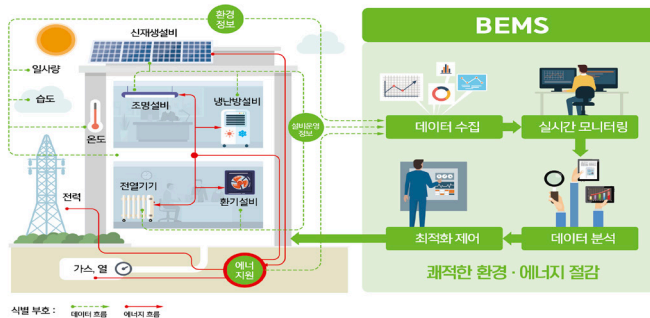 환경
정보
BEMS
신재생설비
일사량
습도
온도
조명설비
냉난방설비
설비운영
정보
데이터 수집
실시간 모니터링
전력
전열기기
환기설비
최적화 제어
데이터 분석
가스, 열
에너
지원
쾌적한 환경 · 에너지 절감
식별 부호 :
데이터 흐름
에너지 흐름